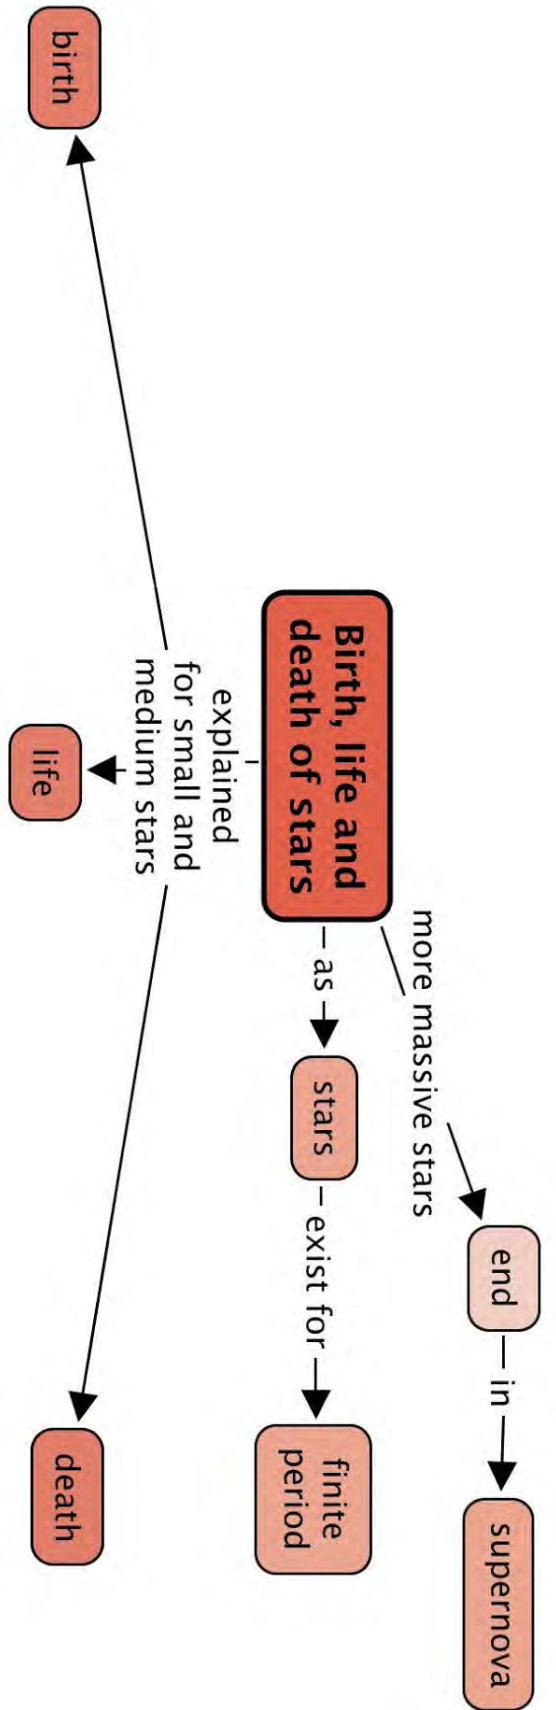 more massive stars
end
in
supernova
Birth, life and
death of stars
as
stars
exist for
finite
period
explained
for small and
medium stars
birth
life
death